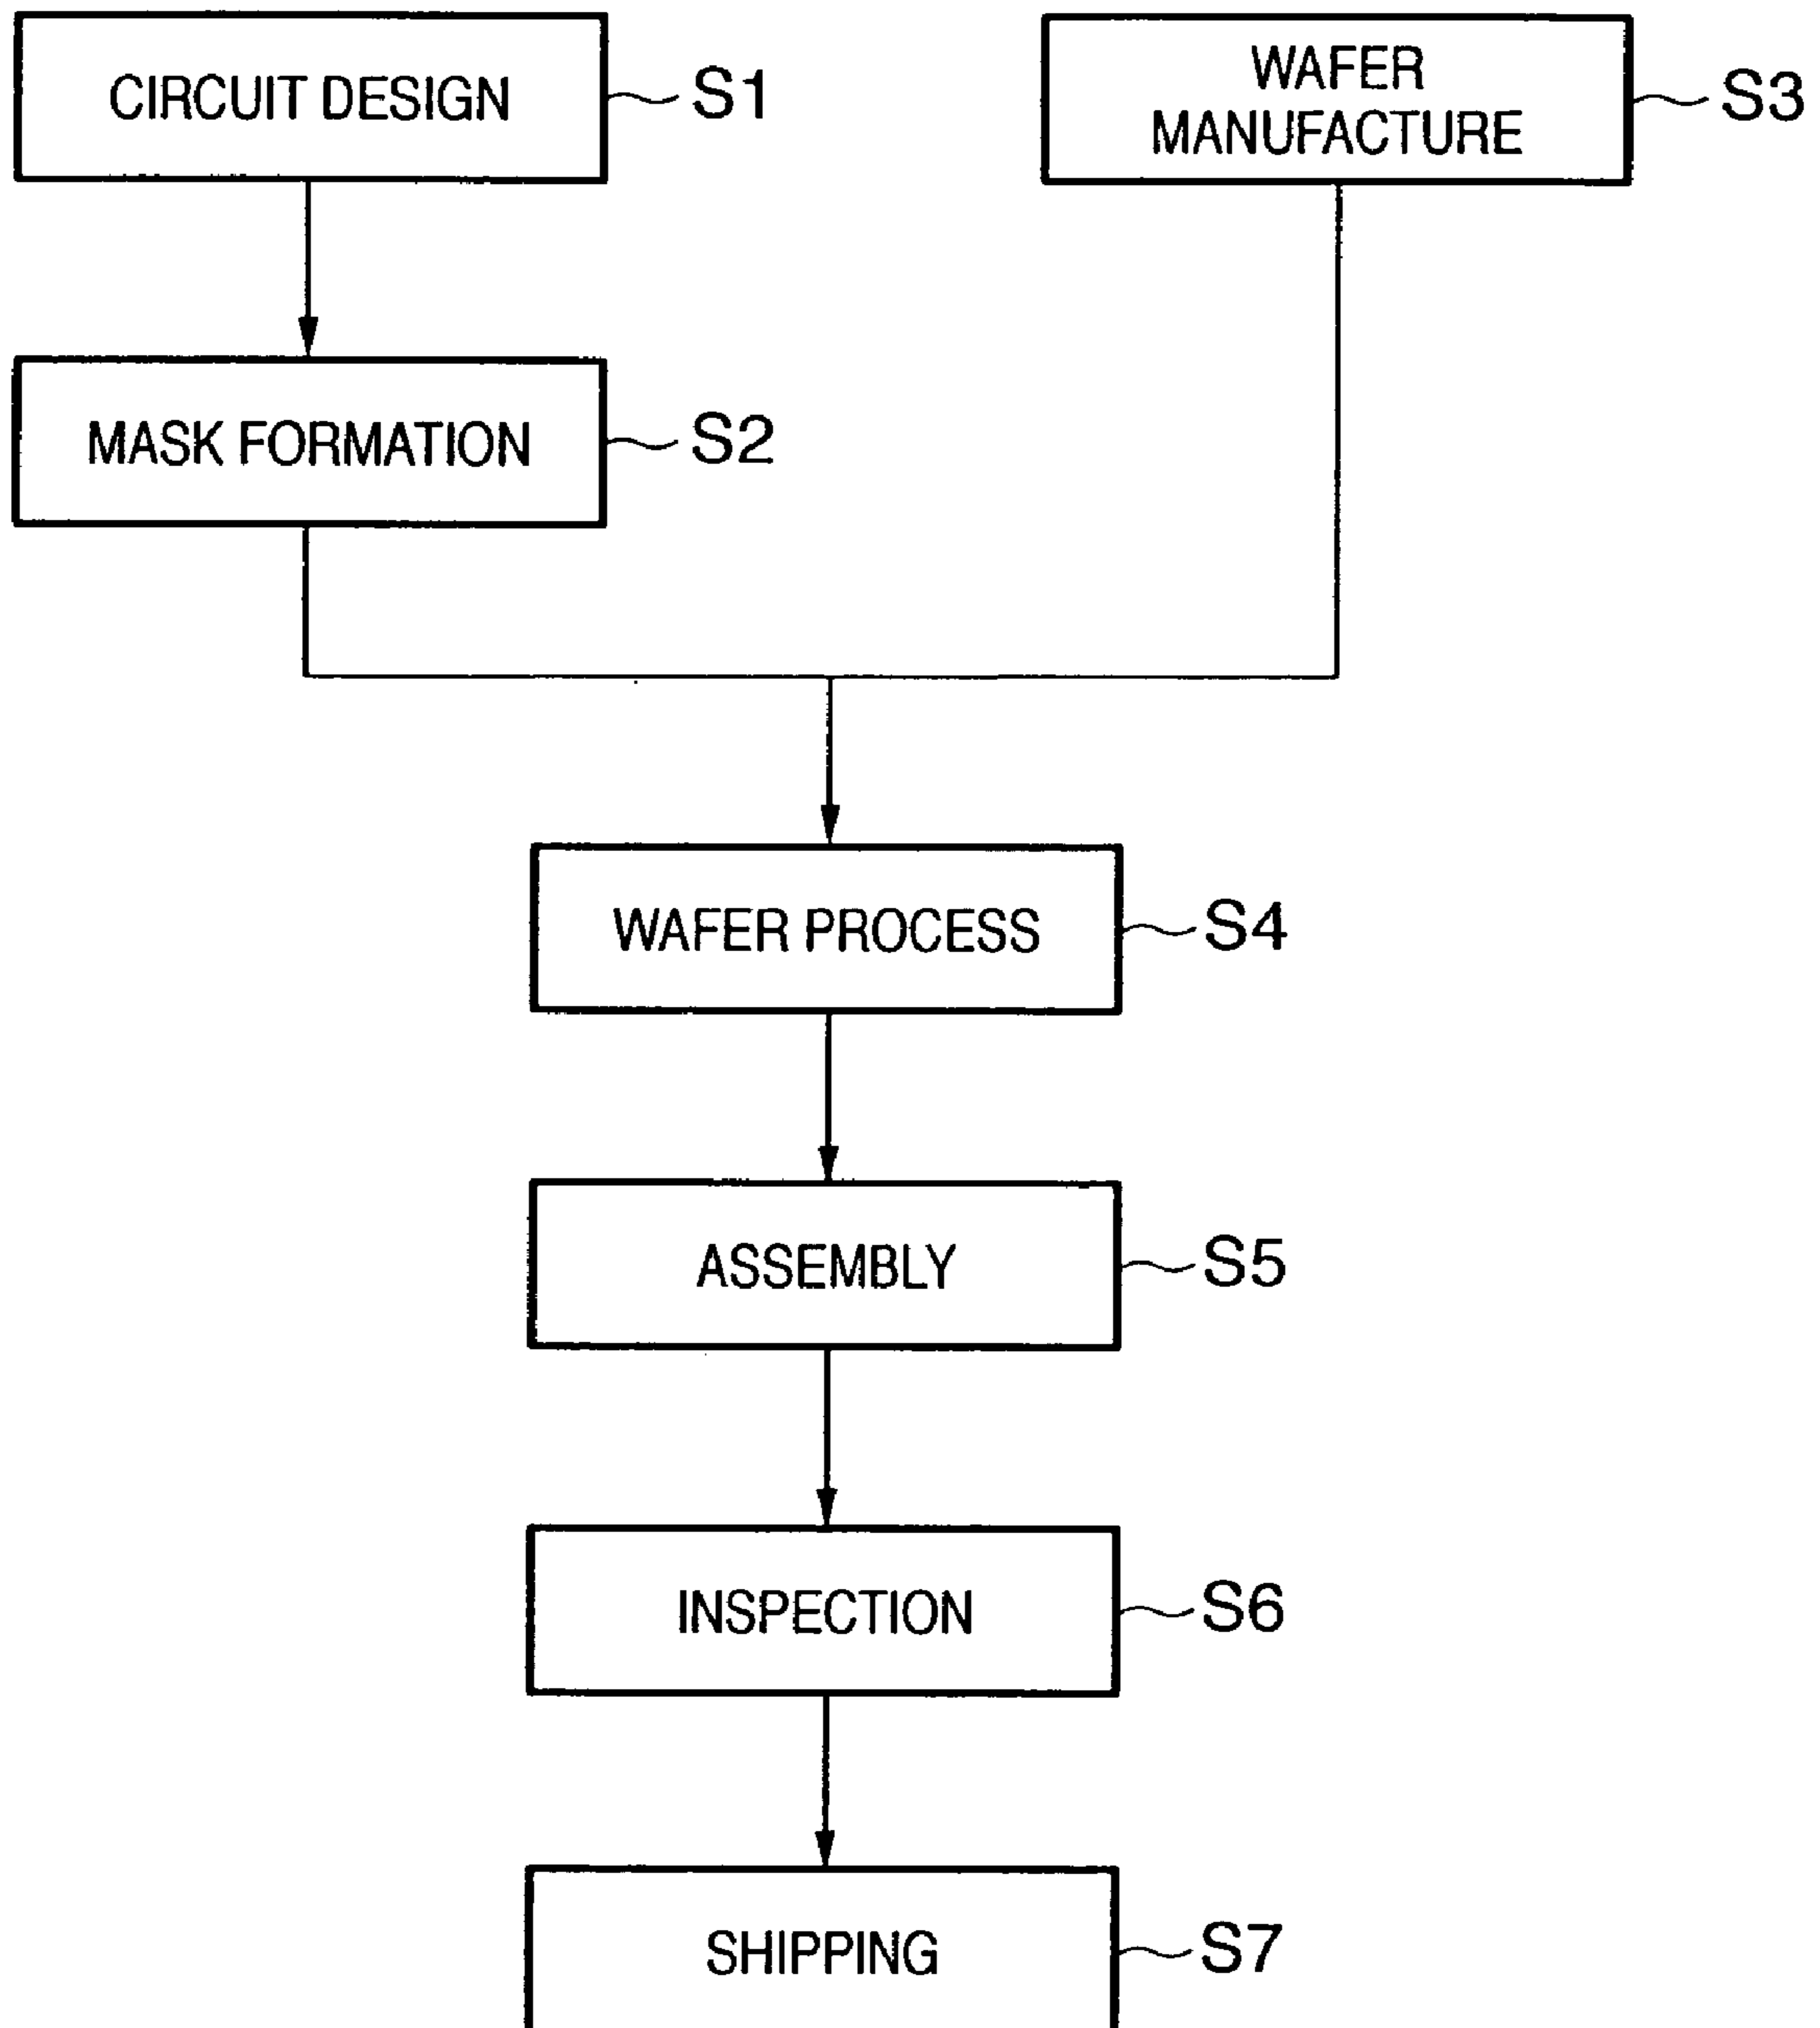 CIRCUIT DESIGN
S1
WAFER
MANUFACTURE
S3
MASK FORMATION
S2
WAFER PROCESS
S4
ASSEMBLY
S5
INSPECTION
S6
SHIPPING
S7